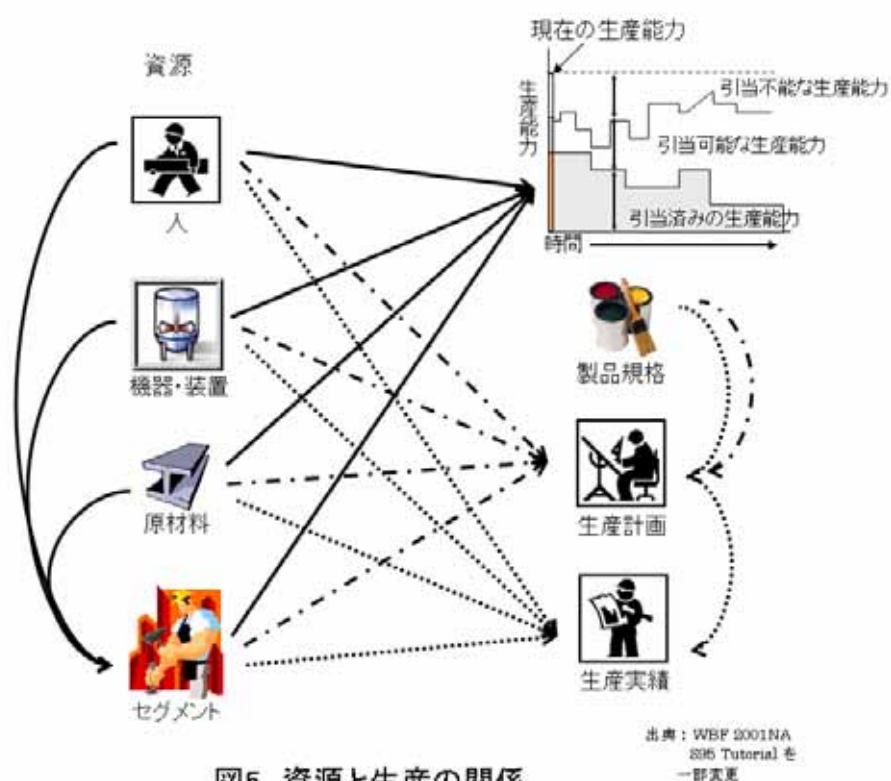 現在の生産能力
資源
生産能力
引当不能な生産能力
引当可能な生産能力
引当済みの生産能力
時間
人
機器・装置
製品規格
原材料
生産計画
セグメント
生産実績
出典：WBF 2001NA
S95 Tutorial を
一部変更
図5 資源と生産の関係